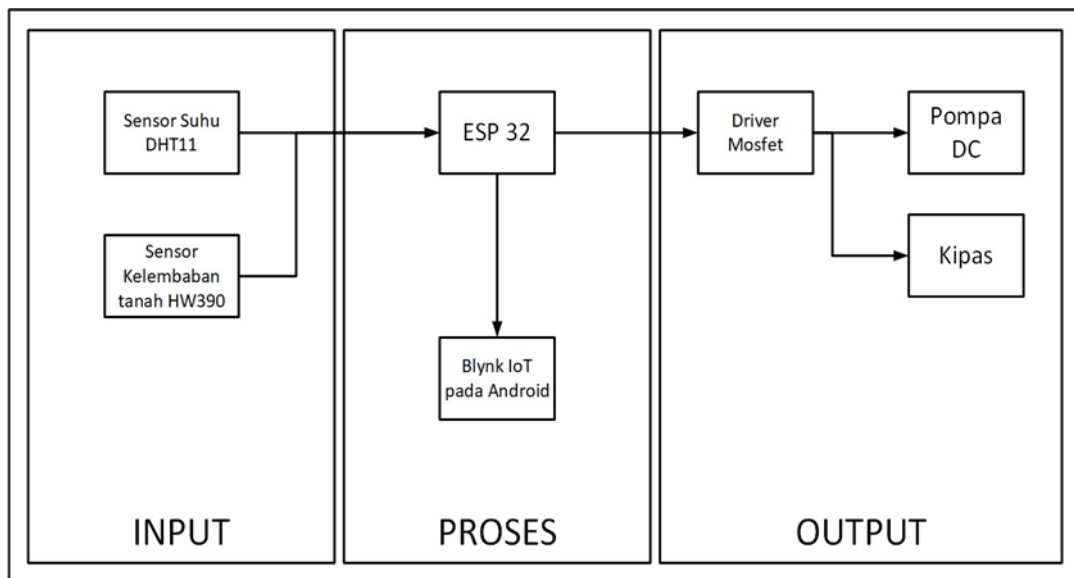 Sensor Suhu
DHT11
Sensor
Kelembaban
tanah HW390
INPUT
ESP 32
Blynk IoT
pada Android
PROSES
Driver
Mosfet
Pompa
DC
Kipas
OUTPUT